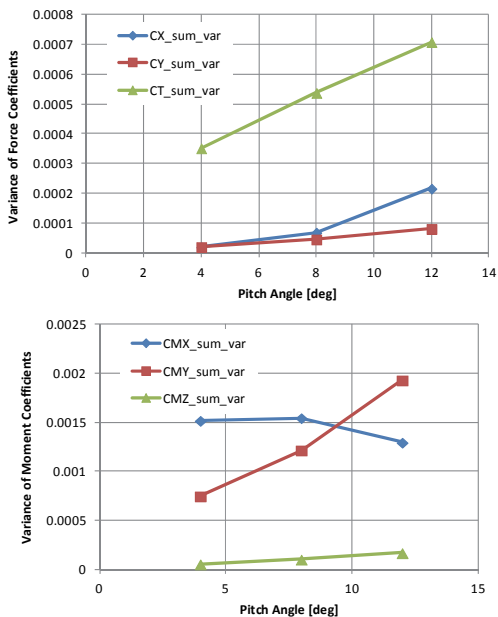 Variance of Force Coefficients
0.0008
0.0007
0.0006
0.0005
0.0004
0.0003
0.0002
0.0001
0
CX_sum_var
CY_sum_var
CT_sum_var
0 2 4 6 8 10 12 14
Pitch Angle [deg]
Variance of Moment Coefficients
0.0025
0.002
0.0015
0.001
0.0005
0
CMX_sum_var
CMY_sum_var
CMZ_sum_var
0 5 10 15
Pitch Angle [deg]